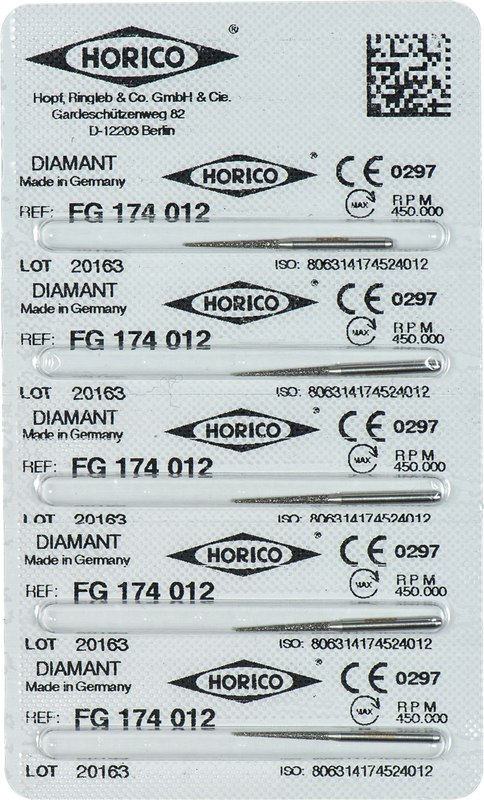 HORICO ®
Hopf, Ringleb & Co. GmbH & Cie.
Gardeschützenweg 82
D-12203 Berlin
DIAMANT
Made in Germany
HORICO ®
CE 0297
REF: FG 174 012
MAX
RPM
450.000
LOT 20163
ISO: 806314174524012
DIAMANT
Made in Germany
HORICO ®
CE 0297
REF: FG 174 012
MAX
RPM
450.000
LOT 20163
ISO: 806314174524012
DIAMANT
Made in Germany
HORICO ®
CE 0297
REF: FG 174 012
MAX
RPM
450.000
LOT 20163
ISO: 806314174524012
DIAMANT
Made in Germany
HORICO ®
CE 0297
REF: FG 174 012
MAX
RPM
450.000
LOT 20163
ISO: 806314174524012
DIAMANT
Made in Germany
HORICO ®
CE 0297
REF: FG 174 012
MAX
RPM
450.000
LOT 20163
ISO: 806314174524012